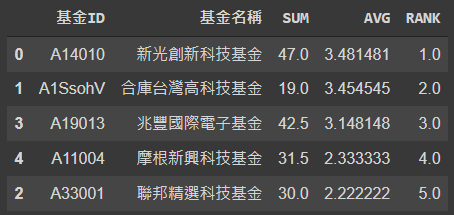 基金ID 基金名稱 SUM AVG RANK
0 A14010 新光創新科技基金 47.0 3.481481 1.0
1 A1SsohV 合庫台灣高科技基金 19.0 3.454545 2.0
3 A19013 兆豐國際電子基金 42.5 3.148148 3.0
4 A11004 摩根新興科技基金 31.5 2.333333 4.0
2 A33001 聯邦精選科技基金 30.0 2.222222 5.0